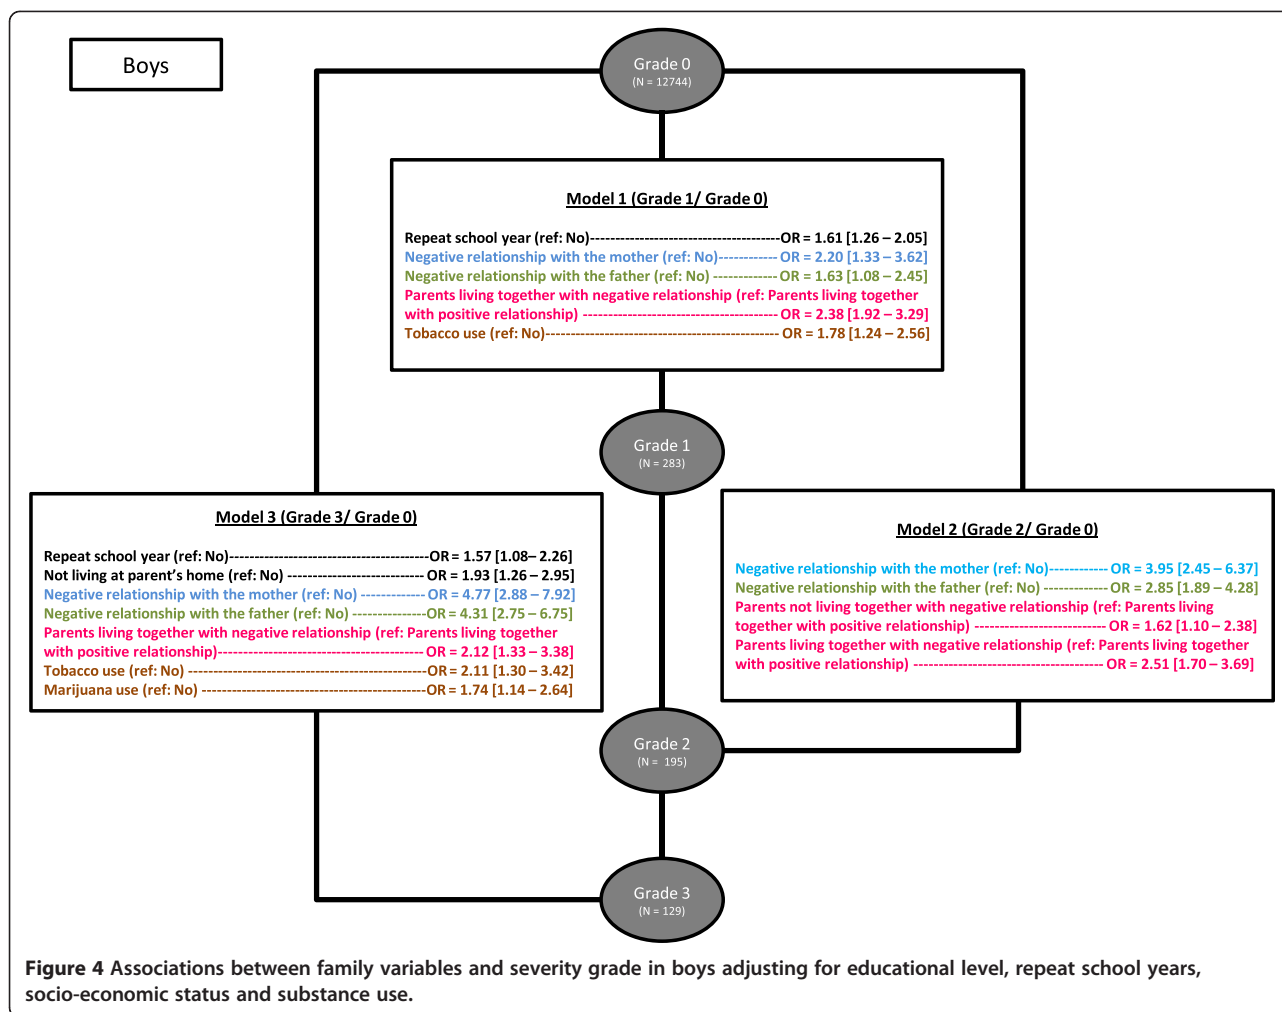 Boys
Grade 0
(N = 12744)
Model 1 (Grade 1/ Grade 0)
Repeat school year (ref: No)--------------------------------------OR = 1.61 [1.26 – 2.05]
Negative relationship with the mother (ref: No)------------ OR = 2.20 [1.33 – 3.62]
Negative relationship with the father (ref: No) ------------- OR = 1.63 [1.08 – 2.45]
Parents living together with negative relationship (ref: Parents living together
with positive relationship) --------------------------------------- OR = 2.38 [1.92 – 3.29]
Tobacco use (ref: No)----------------------------------------------- OR = 1.78 [1.24 – 2.56]
Grade 1
(N = 283)
Model 3 (Grade 3/ Grade 0)
Repeat school year (ref: No)----------------------------------------OR = 1.57 [1.08– 2.26]
Not living at parent's home (ref: No) --------------------------- OR = 1.93 [1.26 – 2.95]
Negative relationship with the mother (ref: No) ------------- OR = 4.77 [2.88 – 7.92]
Negative relationship with the father (ref: No) ---------------OR = 4.31 [2.75 – 6.75]
Parents living together with negative relationship (ref: Parents living together
with positive relationship)----------------------------------------- OR = 2.12 [1.33 – 3.38]
Tobacco use (ref: No) -----------------------------------------------OR = 2.11 [1.30 – 3.42]
Marijuana use (ref: No) ---------------------------------------------OR = 1.74 [1.14 – 2.64]
Model 2 (Grade 2/ Grade 0)
Negative relationship with the mother (ref: No)----------- OR = 3.95 [2.45 – 6.37]
Negative relationship with the father (ref: No) ------------ OR = 2.85 [1.89 – 4.28]
Parents not living together with negative relationship (ref: Parents living
together with positive relationship) -------------------------- OR = 1.62 [1.10 – 2.38]
Parents living together with negative relationship (ref: Parents living together
with positive relationship) -------------------------------------- OR = 2.51 [1.70 – 3.69]
Grade 2
(N = 195)
Grade 3
(N = 129)
Figure 4 Associations between family variables and severity grade in boys adjusting for educational level, repeat school years,
socio-economic status and substance use.